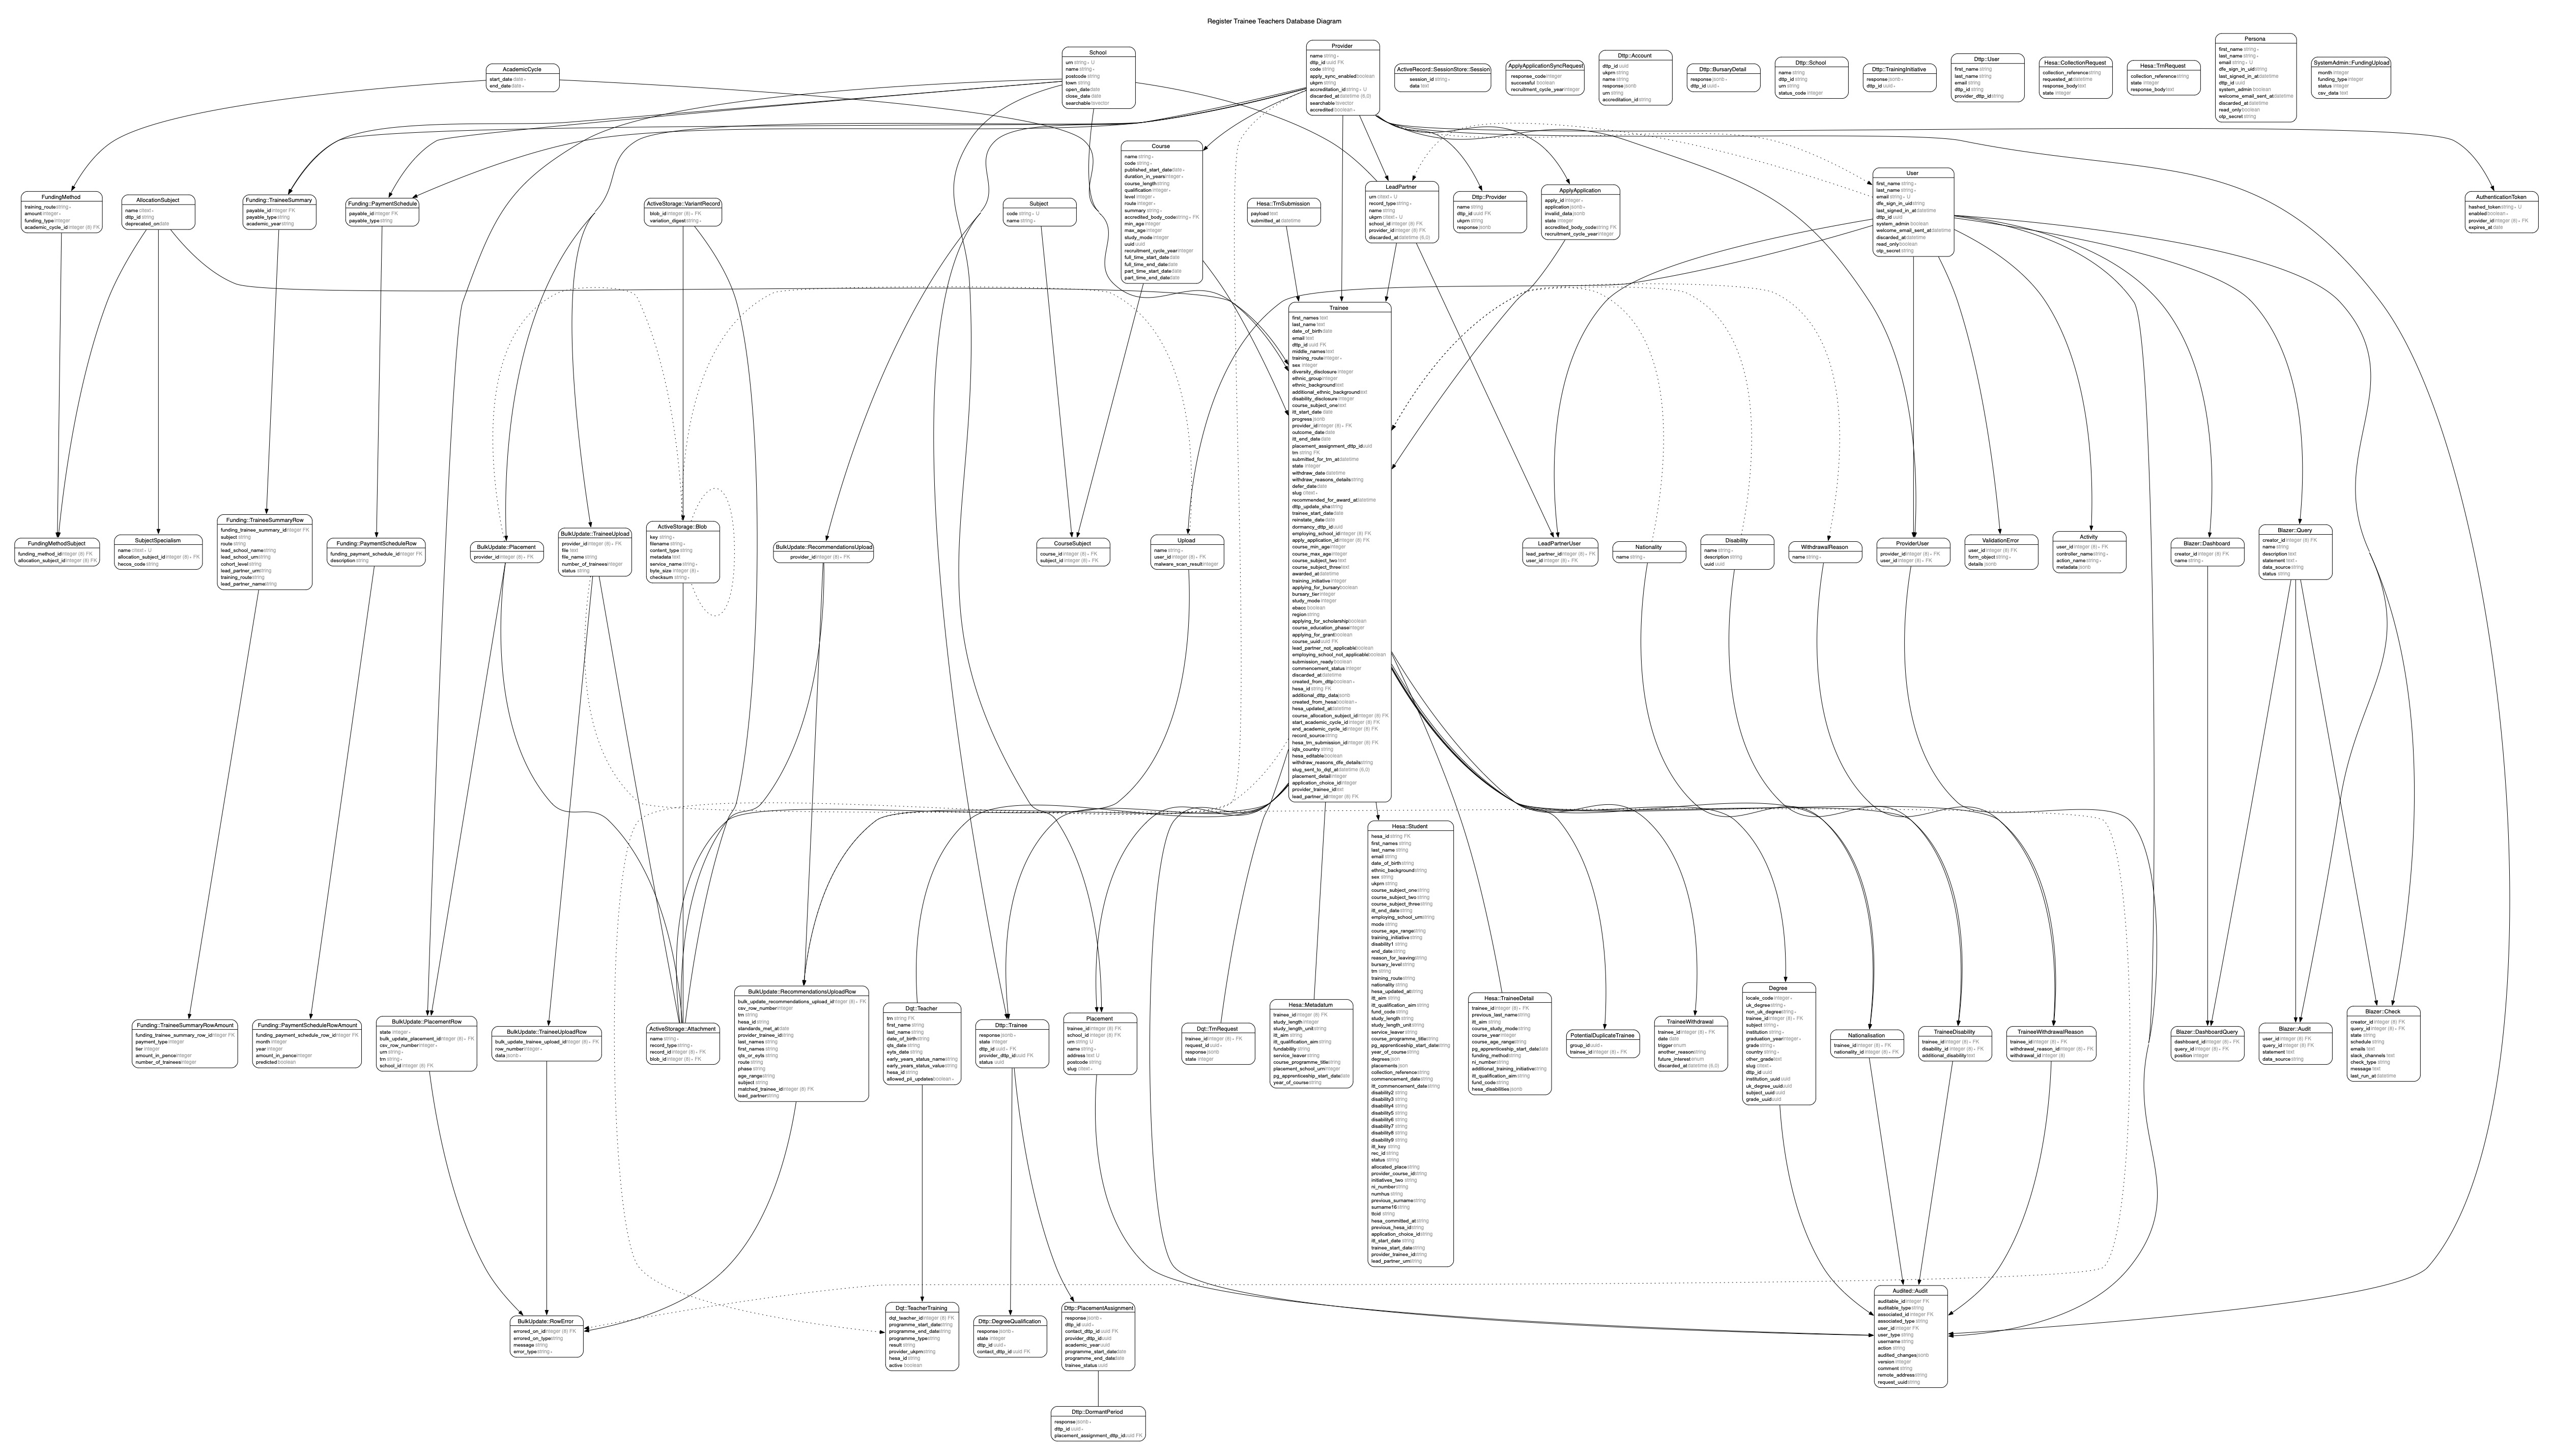 Register Trainee Teachers Database Diagram
AcademicCycle
start_date date ∗
end_date date ∗
School
urn string ∗ U
name string ∗
postcode string
town string
open_date date
close_date date
searchable tsvector
Provider
name string ∗
dttp_id uuid FK
code string
apply_sync_enabled boolean
ukprn string
accreditation_id string ∗ U
discarded_at datetime (6,0)
searchable tsvector
accredited boolean ∗
ActiveRecord::SessionStore::Session
session_id string ∗
data text
ApplyApplicationSyncRequest
response_code integer
successful boolean
recruitment_cycle_year integer
Dttp::Account
dttp_id uuid
ukprn string
name string
response jsonb
urn string
accreditation_id string
Dttp::BursaryDetail
response jsonb ∗
dttp_id uuid ∗
Dttp::School
name string
dttp_id string
urn string
status_code integer
Dttp::TrainingInitiative
response jsonb ∗
dttp_id uuid ∗
Dttp::User
first_name string
last_name string
email string
dttp_id string
provider_dttp_id string
Hesa::CollectionRequest
collection_reference string
requested_at datetime
response_body text
state integer
Hesa::TrnRequest
collection_reference string
state integer
response_body text
Persona
first_name string ∗
last_name string ∗
email string ∗ U
dfe_sign_in_uid string
last_signed_in_at datetime
dttp_id uuid
system_admin boolean
welcome_email_sent_at datetime
discarded_at datetime
read_only boolean
otp_secret string
SystemAdmin::FundingUpload
month integer
funding_type integer
status integer
csv_data text
Course
name string ∗
code string ∗
published_start_date date ∗
duration_in_years integer ∗
course_length string
qualification integer ∗
level integer ∗
route integer ∗
summary string ∗
accredited_body_code string ∗ FK
min_age integer
max_age integer
study_mode integer
uuid uuid
recruitment_cycle_year integer
full_time_start_date date
full_time_end_date date
part_time_start_date date
part_time_end_date date
FundingMethod
training_route string ∗
amount integer ∗
funding_type integer
academic_cycle_id integer (8) FK
AllocationSubject
name citext ∗
dttp_id string
deprecated_on date
Funding::TraineeSummary
payable_id integer FK
payable_type string
academic_year string
Funding::PaymentSchedule
payable_id integer FK
payable_type string
ActiveStorage::VariantRecord
blob_id integer (8) ∗ FK
variation_digest string ∗
Subject
code string ∗ U
name string ∗
Hesa::TrnSubmission
payload text
submitted_at datetime
LeadPartner
urn citext ∗ U
record_type string ∗
name string
ukprn citext ∗ U
school_id integer (8) FK
provider_id integer (8) FK
discarded_at datetime (6,0)
Dttp::Provider
name string
dttp_id uuid FK
ukprn string
response jsonb
ApplyApplication
apply_id integer ∗
application jsonb ∗
invalid_data jsonb
state integer
accredited_body_code string FK
recruitment_cycle_year integer
User
first_name string ∗
last_name string ∗
email string ∗ U
dfe_sign_in_uid string
last_signed_in_at datetime
dttp_id uuid
system_admin boolean
welcome_email_sent_at datetime
discarded_at datetime
read_only boolean
otp_secret string
AuthenticationToken
hashed_token string ∗ U
enabled boolean ∗
provider_id integer (8) ∗ FK
expires_at date
Trainee
first_names text
last_name text
date_of_birth date
email text
dttp_id uuid FK
middle_names text
training_route integer ∗
sex integer
diversity_disclosure integer
ethnic_group integer
ethnic_background text
additional_ethnic_background text
disability_disclosure integer
course_subject_one text
itt_start_date date
progress jsonb
provider_id integer (8) ∗ FK
outcome_date date
itt_end_date date
placement_assignment_dttp_id uuid
trn string FK
submitted_for_trn_at datetime
state integer
withdraw_date datetime
withdraw_reasons_details string
defer_date date
slug citext ∗
recommended_for_award_at datetime
dttp_update_sha string
trainee_start_date date
reinstate_date date
dormancy_dttp_id uuid
employing_school_id integer (8) FK
apply_application_id integer (8) FK
course_min_age integer
course_max_age integer
course_subject_two text
course_subject_three text
awarded_at datetime
training_initiative integer
applying_for_bursary boolean
bursary_tier integer
study_mode integer
ebacc boolean
region string
applying_for_scholarship boolean
course_education_phase integer
applying_for_grant boolean
course_uuid uuid FK
lead_partner_not_applicable boolean
employing_school_not_applicable boolean
submission_ready boolean
commencement_status integer
discarded_at datetime
created_from_dttp boolean ∗
hesa_id string FK
additional_dttp_data jsonb
created_from_hesa boolean ∗
hesa_updated_at datetime
course_allocation_subject_id integer (8) FK
start_academic_cycle_id integer (8) FK
end_academic_cycle_id integer (8) FK
record_source string
hesa_trn_submission_id integer (8) FK
iqts_country string
hesa_editable boolean
withdraw_reasons_dfe_details string
slug_sent_to_dqt_at datetime (6,0)
placement_detail integer
application_choice_id integer
provider_trainee_id text
lead_partner_id integer (8) FK
FundingMethodSubject
funding_method_id integer (8) FK
allocation_subject_id integer (8) FK
SubjectSpecialism
name citext ∗ U
allocation_subject_id integer (8) ∗ FK
hecos_code string
Funding::TraineeSummaryRow
funding_trainee_summary_id integer FK
subject string
route string
lead_school_name string
lead_school_urn string
cohort_level string
lead_partner_urn string
training_route string
lead_partner_name string
Funding::PaymentScheduleRow
funding_payment_schedule_id integer FK
description string
BulkUpdate::Placement
provider_id integer (8) ∗ FK
BulkUpdate::TraineeUpload
provider_id integer (8) ∗ FK
file text
file_name string
number_of_trainees integer
status string
ActiveStorage::Blob
key string ∗
filename string ∗
content_type string
metadata text
service_name string ∗
byte_size integer (8) ∗
checksum string ∗
BulkUpdate::RecommendationsUpload
provider_id integer (8) ∗ FK
CourseSubject
course_id integer (8) ∗ FK
subject_id integer (8) ∗ FK
Upload
name string ∗
user_id integer (8) ∗ FK
malware_scan_result integer
LeadPartnerUser
lead_partner_id integer (8) ∗ FK
user_id integer (8) ∗ FK
Nationality
name string ∗
Disability
name string ∗
description string
uuid uuid
WithdrawalReason
name string ∗
ProviderUser
provider_id integer (8) ∗ FK
user_id integer (8) ∗ FK
ValidationError
user_id integer (8) FK
form_object string ∗
details jsonb
Activity
user_id integer (8) ∗ FK
controller_name string ∗
action_name string ∗
metadata jsonb
Blazer::Dashboard
creator_id integer (8) FK
name string ∗
Blazer::Query
creator_id integer (8) FK
name string
description text
statement text ∗
data_source string
status string
Funding::TraineeSummaryRowAmount
funding_trainee_summary_row_id integer FK
payment_type integer
tier integer
amount_in_pence integer
number_of_trainees integer
Funding::PaymentScheduleRowAmount
funding_payment_schedule_row_id integer FK
month integer
year integer
amount_in_pence integer
predicted boolean
BulkUpdate::PlacementRow
state integer ∗
bulk_update_placement_id integer (8) ∗ FK
csv_row_number integer ∗
urn string ∗
trn string ∗
school_id integer (8) FK
BulkUpdate::TraineeUploadRow
bulk_update_trainee_upload_id integer (8) ∗ FK
row_number integer ∗
data jsonb ∗
ActiveStorage::Attachment
name string ∗
record_type string ∗
record_id integer (8) ∗ FK
blob_id integer (8) ∗ FK
BulkUpdate::RecommendationsUploadRow
bulk_update_recommendations_upload_id integer (8) ∗ FK
csv_row_number integer
trn string
hesa_id string
standards_met_at date
provider_trainee_id string
last_names string
first_names string
qts_or_eyts string
route string
phase string
age_range string
subject string
matched_trainee_id integer (8) FK
lead_partner string
Dqt::Teacher
trn string FK
first_name string
last_name string
date_of_birth string
qts_date string
eyts_date string
early_years_status_name string
early_years_status_value string
hesa_id string
allowed_pii_updates boolean ∗
Dttp::Trainee
response jsonb ∗
state integer
dttp_id uuid ∗ FK
provider_dttp_id uuid FK
status uuid
Placement
trainee_id integer (8) FK
school_id integer (8) FK
urn string U
name string ∗
address text U
postcode string
slug citext ∗
Dqt::TrnRequest
trainee_id integer (8) ∗ FK
request_id uuid ∗
response jsonb
state integer
Hesa::Metadatum
trainee_id integer (8) FK
study_length integer
study_length_unit string
itt_aim string
itt_qualification_aim string
fundability string
service_leaver string
course_programme_title string
placement_school_urn integer
pg_apprenticeship_start_date date
year_of_course string
Hesa::Student
hesa_id string FK
first_names string
last_name string
email string
date_of_birth string
ethnic_background string
sex string
ukprn string
course_subject_one string
course_subject_two string
course_subject_three string
itt_end_date string
employing_school_urn string
mode string
course_age_range string
training_initiative string
disability1 string
end_date string
reason_for_leaving string
bursary_level string
trn string
training_route string
nationality string
hesa_updated_at string
itt_aim string
itt_qualification_aim string
fund_code string
study_length string
study_length_unit string
service_leaver string
course_programme_title string
pg_apprenticeship_start_date string
year_of_course string
degrees json
placements json
collection_reference string
commencement_date string
itt_commencement_date string
disability2 string
disability3 string
disability4 string
disability5 string
disability6 string
disability7 string
disability8 string
disability9 string
itt_key string
rec_id string
status string
allocated_place string
provider_course_id string
initiatives_two string
ni_number string
numhus string
previous_surname string
surname16 string
ttcid string
hesa_committed_at string
previous_hesa_id string
application_choice_id string
itt_start_date string
trainee_start_date string
provider_trainee_id string
lead_partner_urn string
Hesa::TraineeDetail
trainee_id integer (8) ∗ FK
previous_last_name string
itt_aim string
course_study_mode string
course_year integer
course_age_range string
pg_apprenticeship_start_date date
funding_method string
ni_number string
additional_training_initiative string
itt_qualification_aim string
fund_code string
hesa_disabilities jsonb
PotentialDuplicateTrainee
group_id uuid ∗
trainee_id integer (8) ∗ FK
TraineeWithdrawal
trainee_id integer (8) ∗ FK
date date
trigger enum
another_reason string
future_interest enum
discarded_at datetime (6,0)
Degree
locale_code integer ∗
uk_degree string ∗
non_uk_degree string ∗
trainee_id integer (8) ∗ FK
subject string ∗
institution string ∗
graduation_year integer ∗
grade string ∗
country string ∗
other_grade text
slug citext ∗
dttp_id uuid
institution_uuid uuid
uk_degree_uuid uuid
subject_uuid uuid
grade_uuid uuid
Nationalisation
trainee_id integer (8) ∗ FK
nationality_id integer (8) ∗ FK
TraineeDisability
trainee_id integer (8) ∗ FK
disability_id integer (8) ∗ FK
additional_disability text
TraineeWithdrawalReason
trainee_id integer (8) ∗ FK
withdrawal_reason_id integer (8) ∗ FK
withdrawal_id integer (8)
Blazer::DashboardQuery
dashboard_id integer (8) ∗ FK
query_id integer (8) ∗ FK
position integer
Blazer::Audit
user_id integer (8) FK
query_id integer (8) FK
statement text
data_source string
Blazer::Check
creator_id integer (8) FK
query_id integer (8) ∗ FK
state string
schedule string
emails text
slack_channels text
check_type string
message text
last_run_at datetime
BulkUpdate::RowError
errored_on_id integer (8) FK
errored_on_type string
message string
error_type string ∗
Dqt::TeacherTraining
dqt_teacher_id integer (8) FK
programme_start_date string
programme_end_date string
programme_type string
result string
provider_ukprn string
hesa_id string
active boolean
Dttp::DegreeQualification
response jsonb ∗
state integer
dttp_id uuid ∗
contact_dttp_id uuid FK
Dttp::PlacementAssignment
response jsonb ∗
dttp_id uuid ∗
contact_dttp_id uuid FK
provider_dttp_id uuid
academic_year uuid
programme_start_date date
programme_end_date date
trainee_status uuid
Audited::Audit
auditable_id integer FK
auditable_type string
associated_id integer FK
associated_type string
user_id integer FK
user_type string
username string
action string
audited_changes jsonb
version integer
comment string
remote_address string
request_uuid string
Dttp::DormantPeriod
response jsonb ∗
dttp_id uuid ∗
placement_assignment_dttp_id uuid FK